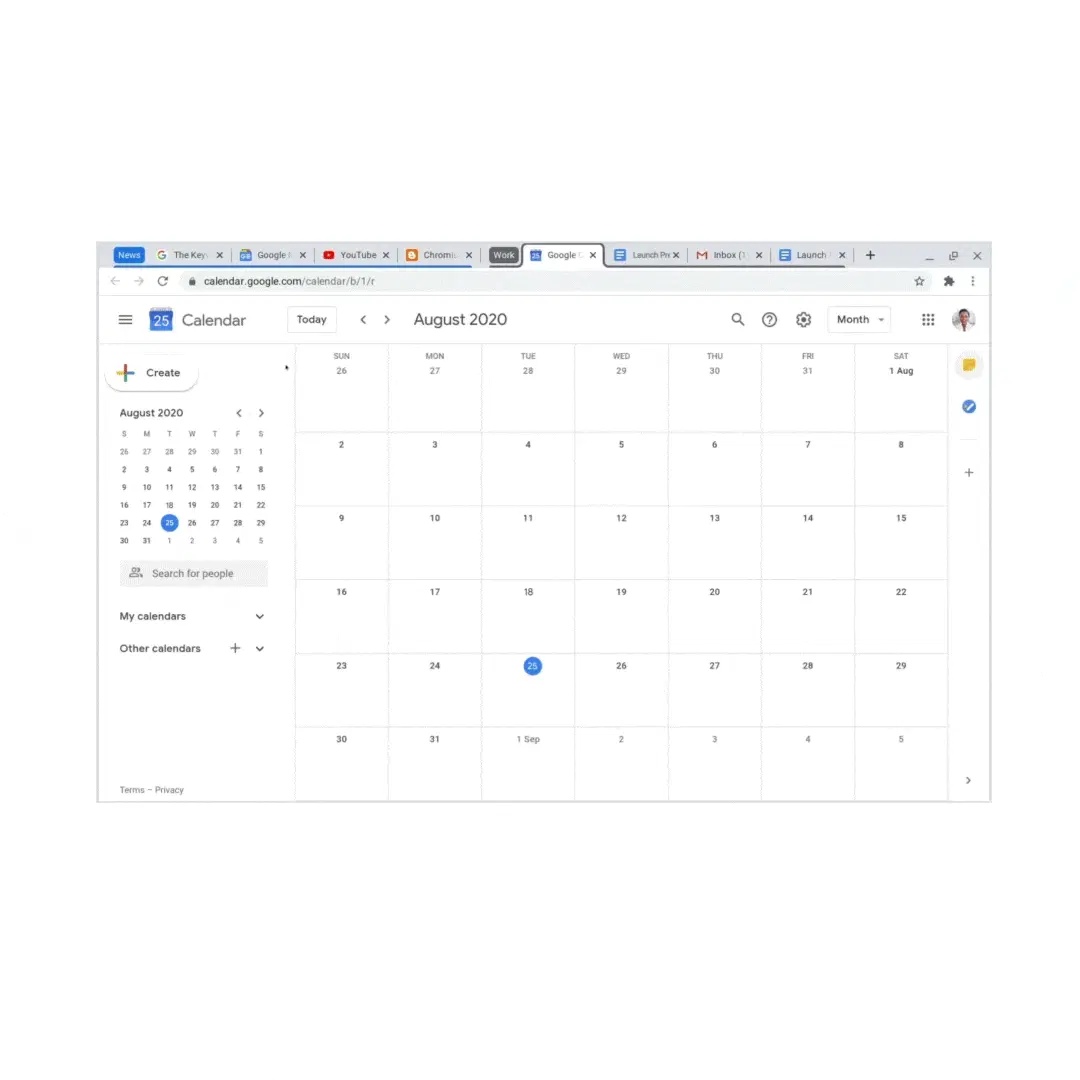 News The Key Google YouTube Chromi Work Google C Launch Pr Inbox (1 Launch
calendar.google.com/calendar/b/1/r
25 Calendar Today August 2020 Month
Create
August 2020
S M T W T F S
26 27 28 29 30 31 1
2 3 4 5 6 7 8
9 10 11 12 13 14 15
16 17 18 19 20 21 22
23 24 25 26 27 28 29
30 31 1 2 3 4 5
Search for people
My calendars
Other calendars
Terms – Privacy
SUN MON TUE WED THU FRI SAT
26 27 28 29 30 31 1 Aug
2 3 4 5 6 7 8
9 10 11 12 13 14 15
16 17 18 19 20 21 22
23 24 25 26 27 28 29
30 31 1 Sep 2 3 4 5